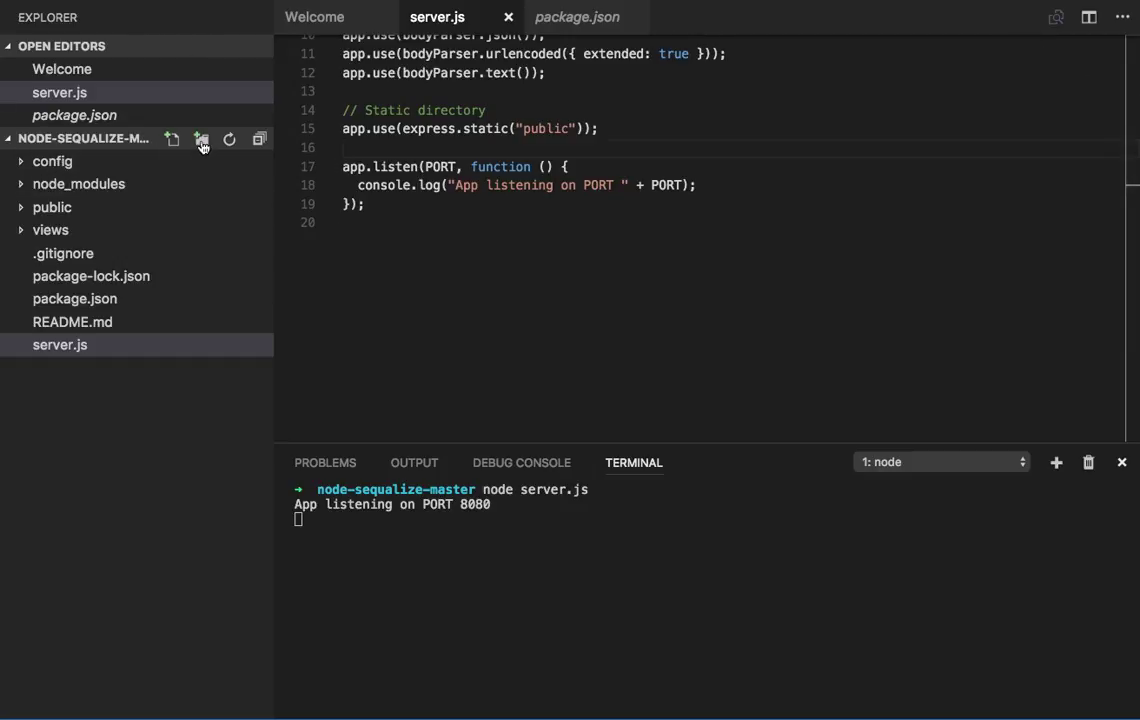 EXPLORER
OPEN EDITORS
Welcome
server.js
package.json
NODE-SEQUALIZE-M...
config
node_modules
public
views
.gitignore
package-lock.json
package.json
README.md
server.js
Welcome server.js package.json
10 app.use(bodyParser.json());
11 app.use(bodyParser.urlencoded({ extended: true }));
12 app.use(bodyParser.text());
13
14 // Static directory
15 app.use(express.static("public"));
16
17 app.listen(PORT, function () {
18 console.log("App listening on PORT " + PORT);
19 });
20
PROBLEMS OUTPUT DEBUG CONSOLE TERMINAL 1: node
➜ node-sequalize-master node server.js
App listening on PORT 8080